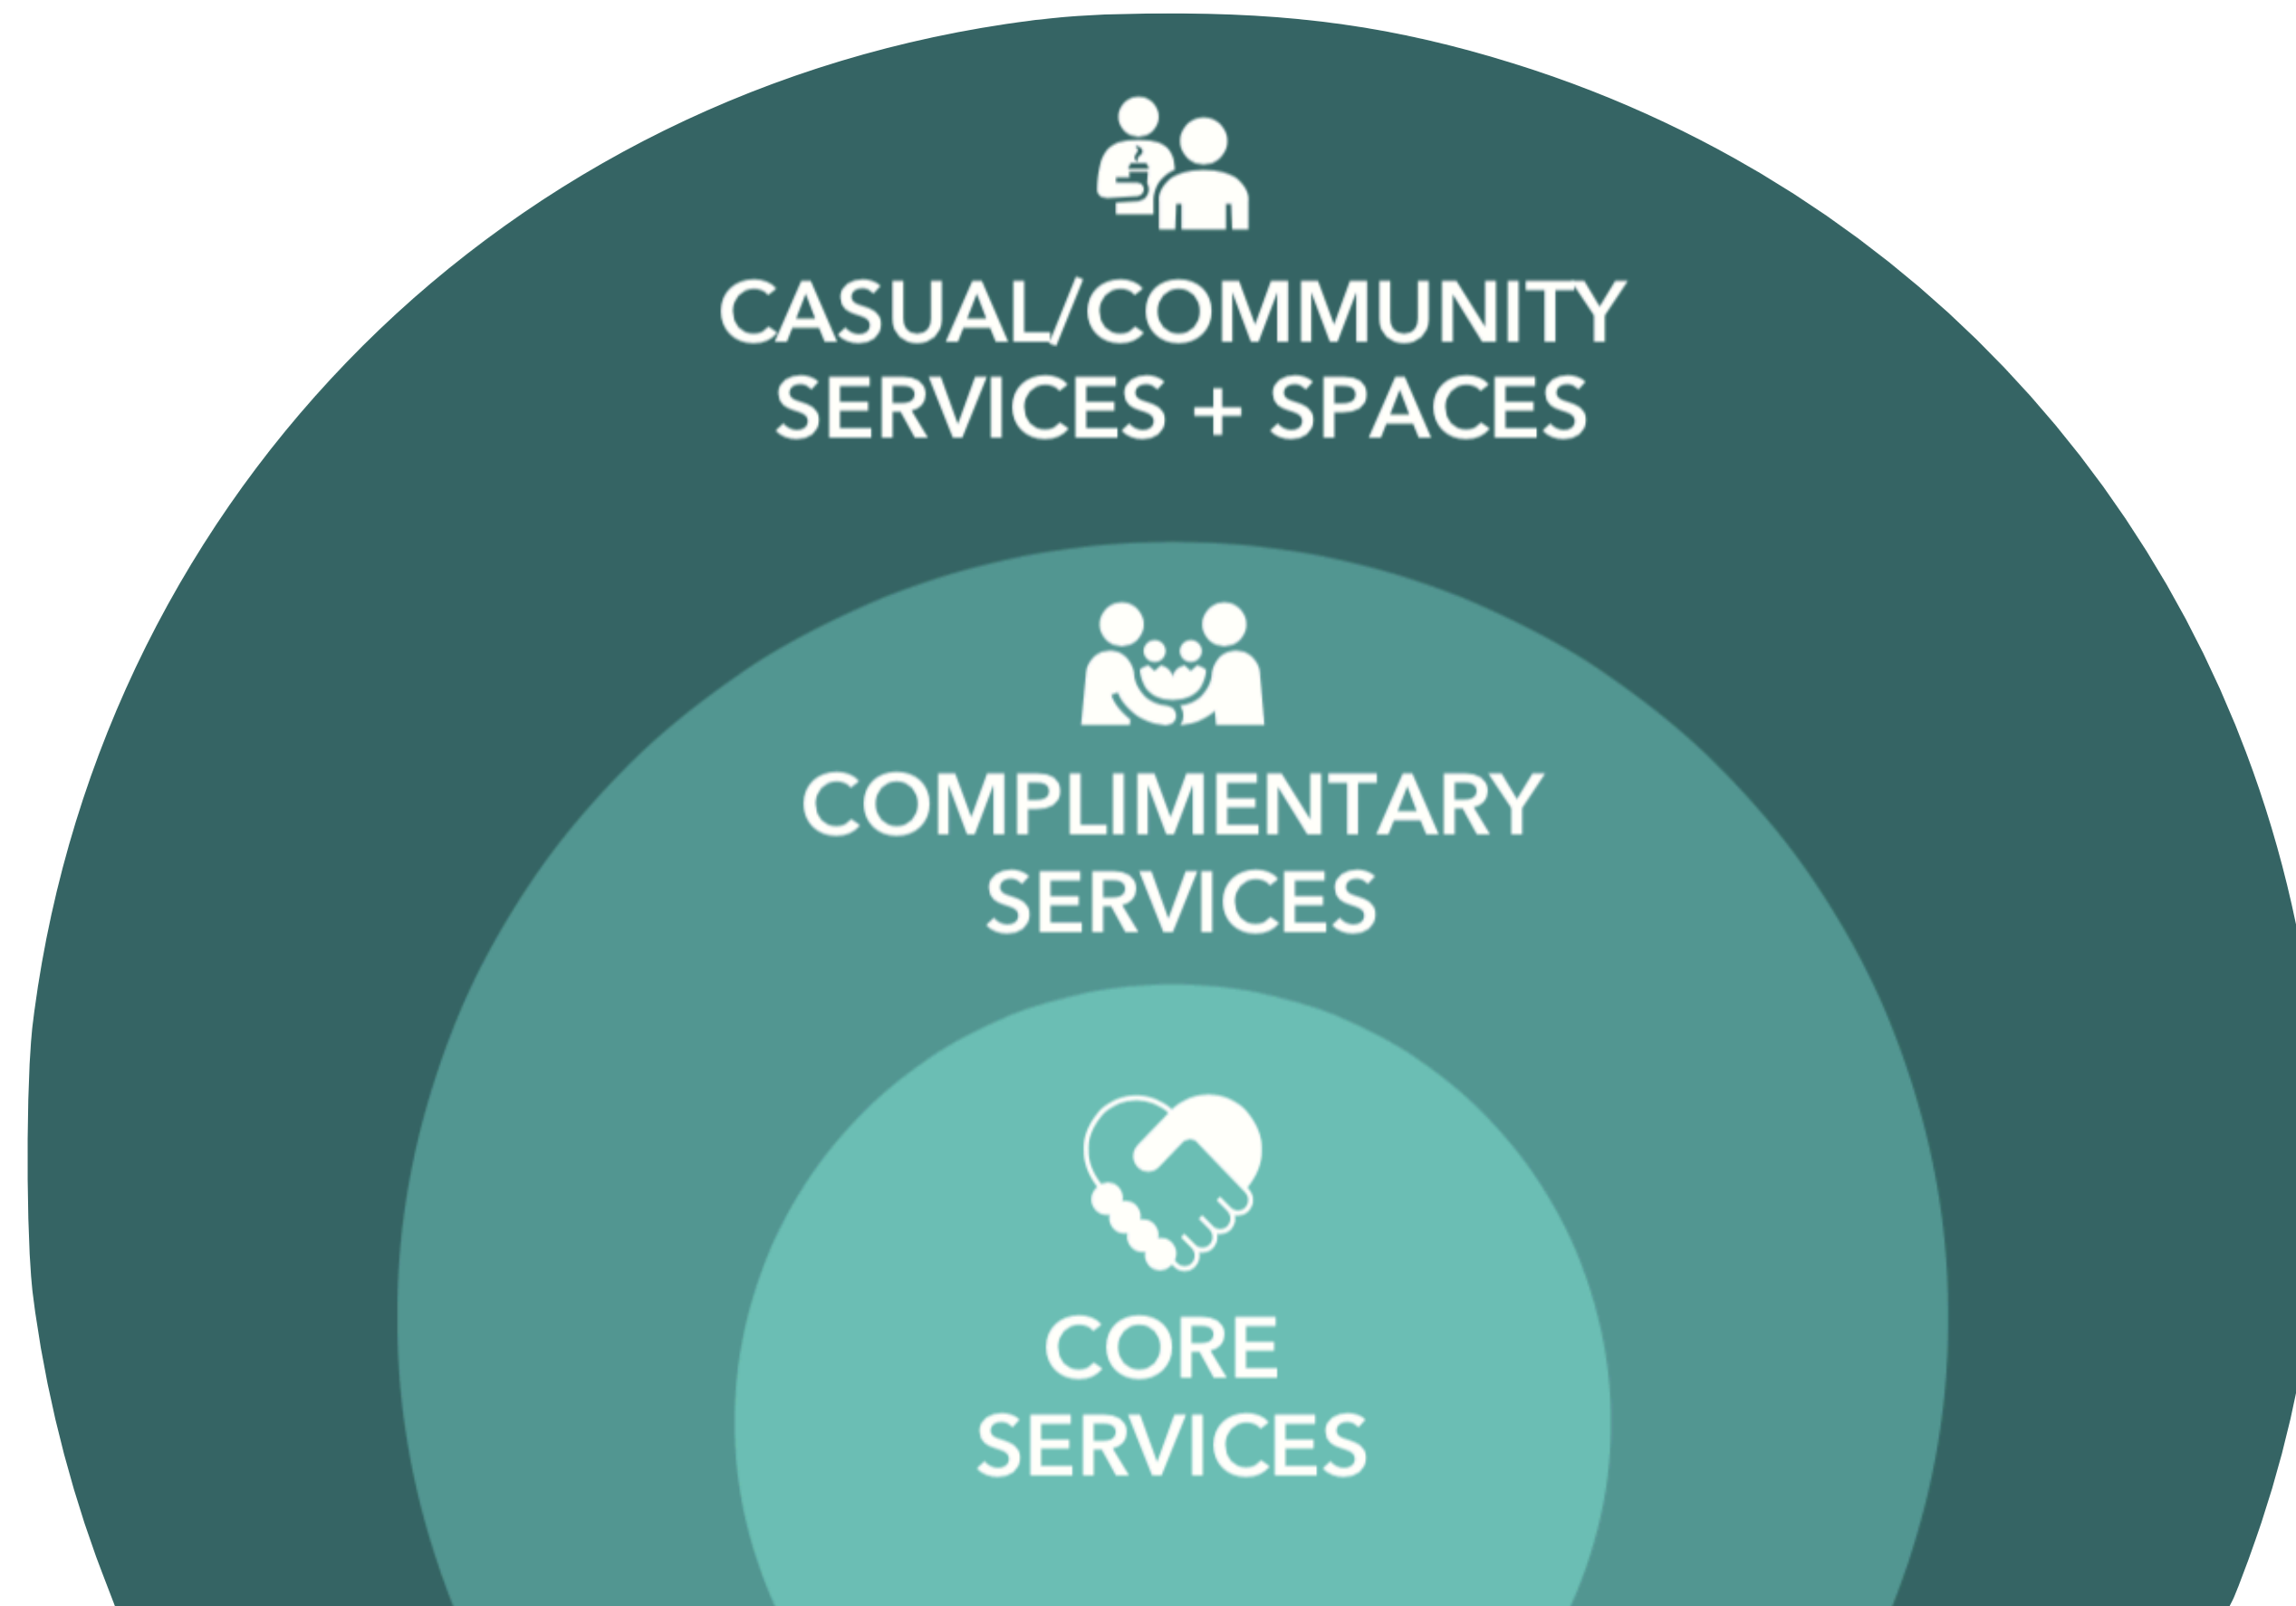 CASUAL/COMMUNITY
SERVICES + SPACES
COMPLIMENTARY
SERVICES
CORE
SERVICES